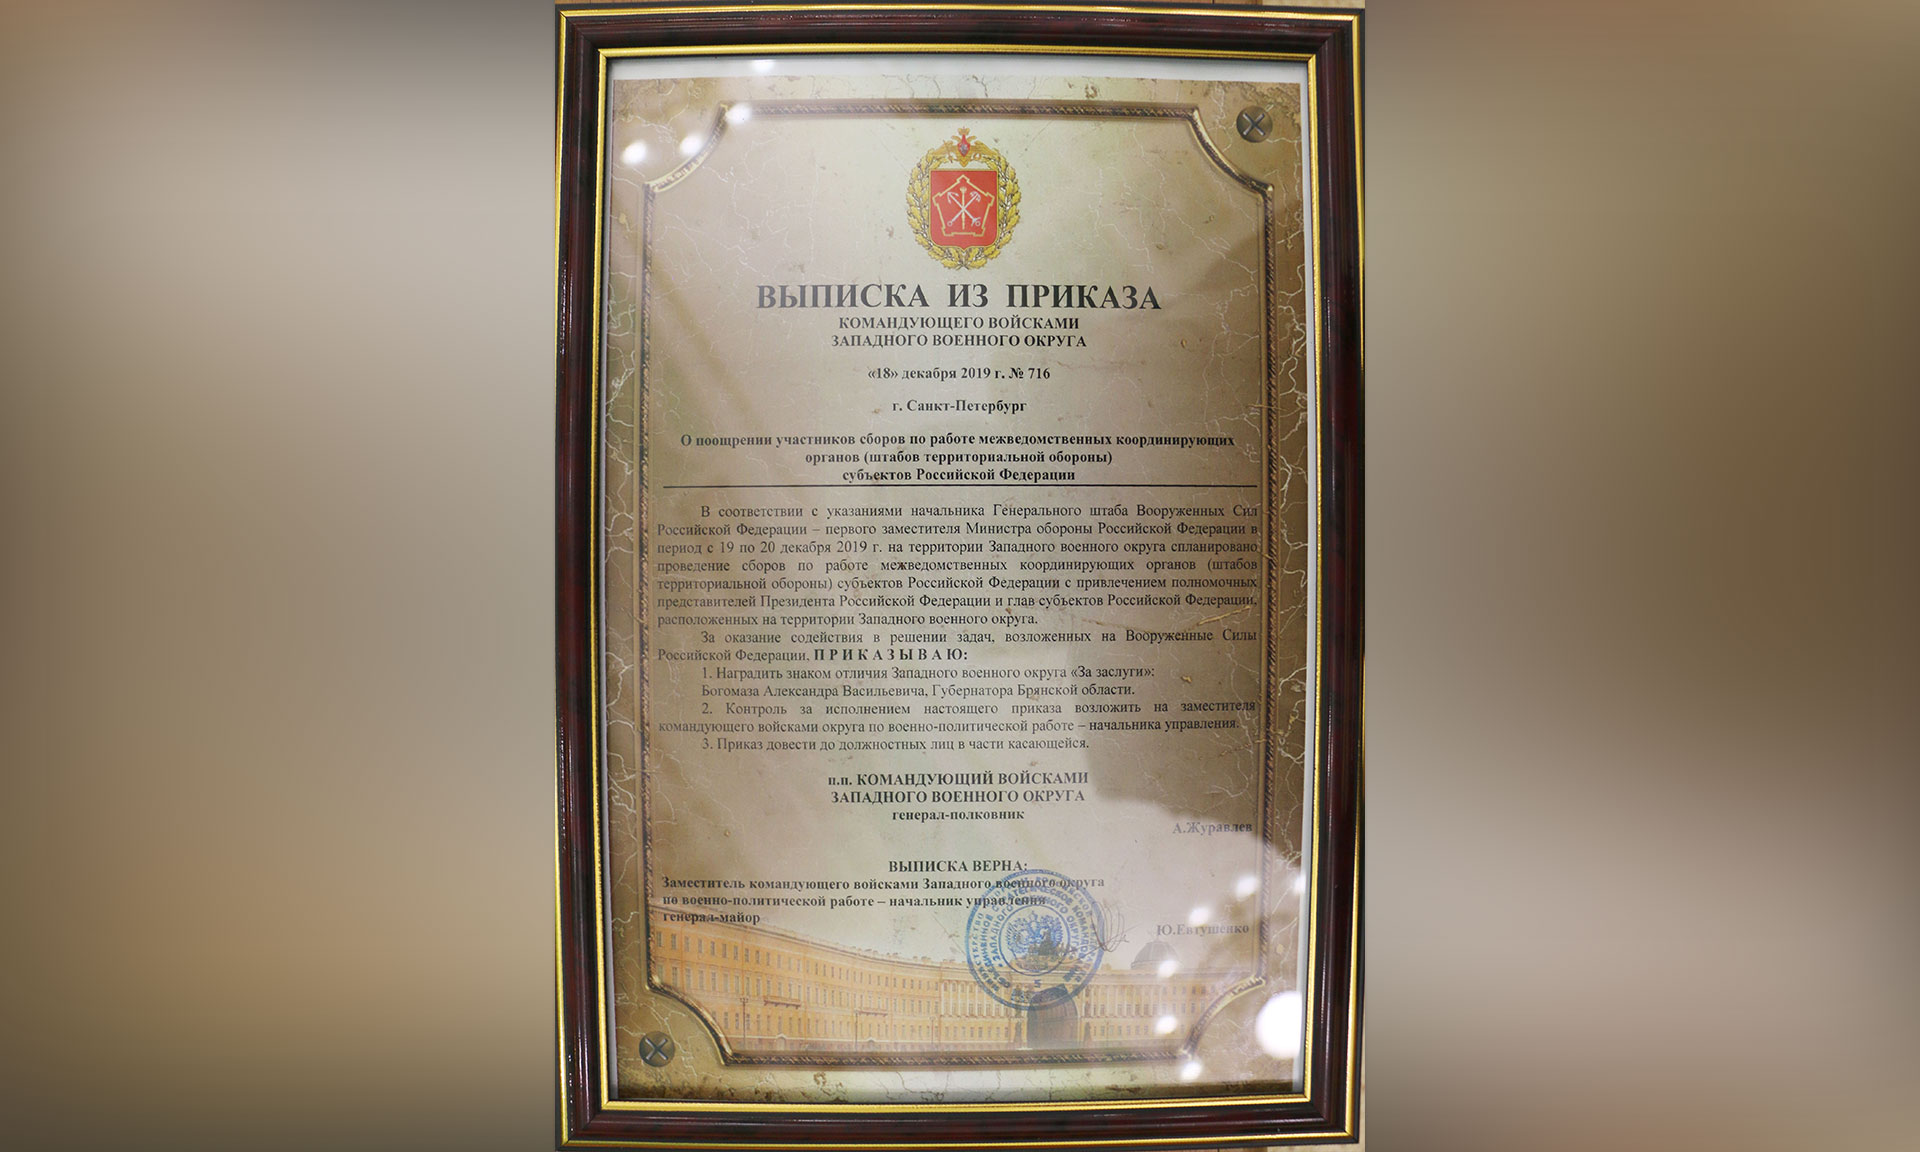 ВЫПИСКА ИЗ ПРИКАЗА
КОМАНДУЮЩЕГО ВОЙСКАМИ
ЗАПАДНОГО ВОЕННОГО ОКРУГА
«18» декабря 2019 г. № 716
г. Санкт-Петербург
О поощрении участников сборов по работе межведомственных координирующих
органов (штабов территориальной обороны)
субъектов Российской Федерации
В соответствии с указаниями начальника Генерального штаба Вооруженных Сил
Российской Федерации – первого заместителя Министра обороны Российской Федерации в
период с 19 по 20 декабря 2019 г. на территории Западного военного округа спланировано
проведение сборов по работе межведомственных координирующих органов (штабов
территориальной обороны) субъектов Российской Федерации с привлечением полномочных
представителей Президента Российской Федерации и глав субъектов Российской Федерации,
расположенных на территории Западного военного округа.
За оказание содействия в решении задач, возложенных на Вооруженные Силы
Российской Федерации, П Р И К А З Ы В А Ю:
1. Наградить знаком отличия Западного военного округа «За заслуги»:
Богомаза Александра Васильевича, Губернатора Брянской области.
2. Контроль за исполнением настоящего приказа возложить на заместителя
командующего войсками округа по военно-политической работе – начальника управления.
3. Приказ довести до должностных лиц в части касающейся.
п.п. КОМАНДУЮЩИЙ ВОЙСКАМИ
ЗАПАДНОГО ВОЕННОГО ОКРУГА
генерал-полковник
А.Журавлев
ВЫПИСКА ВЕРНА:
Заместитель командующего войсками Западного военного округа
по военно-политической работе – начальник управления
генерал-майор
Ю.Евтушенко